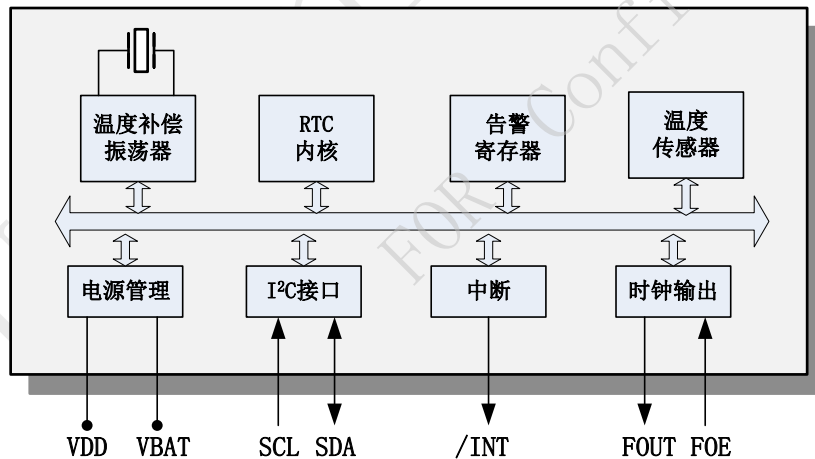 温度补偿
振荡器
RTC
内核
告警
寄存器
温度
传感器
电源管理
I²C接口
中断
时钟输出
VDD VBAT SCL SDA /INT FOUT FOE
FOR Confi